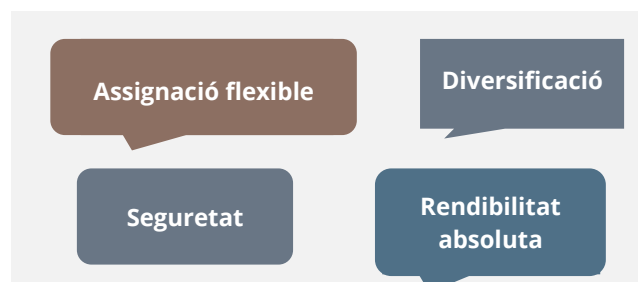 Assignació flexible
Diversificació
Seguretat
Rendibilitat
absoluta